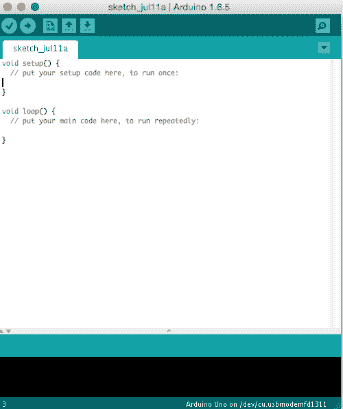 sketch_jul11a | Arduino 1.6.5
sketch_jul11a
void setup() {
  // put your setup code here, to run once:
}
void loop() {
  // put your main code here, to run repeatedly:
}
3
Arduino Uno on /dev/cu.usbmodemfd1311